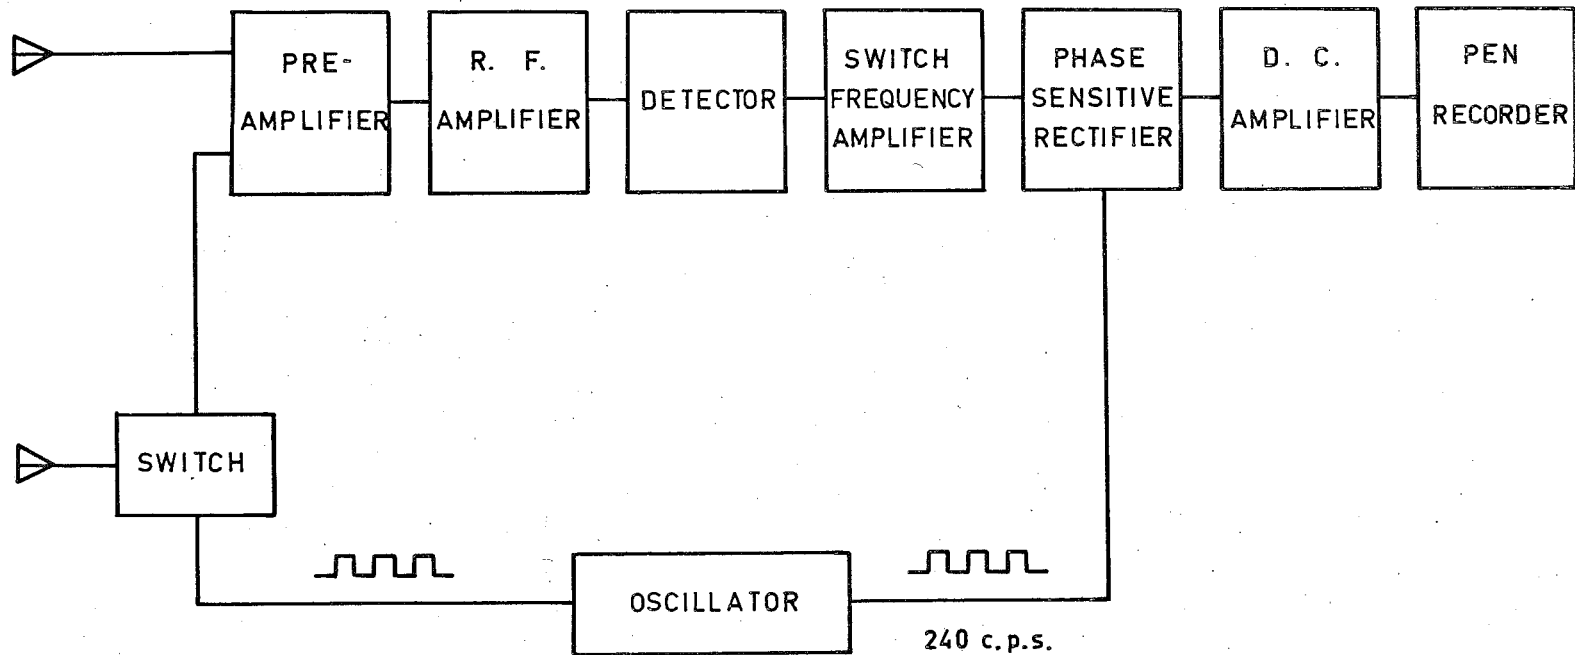 PRE-
AMPLIFIER
R. F.
AMPLIFIER
DETECTOR
SWITCH
FREQUENCY
AMPLIFIER
PHASE
SENSITIVE
RECTIFIER
D. C.
AMPLIFIER
PEN
RECORDER
SWITCH
OSCILLATOR
240 c.p.s.